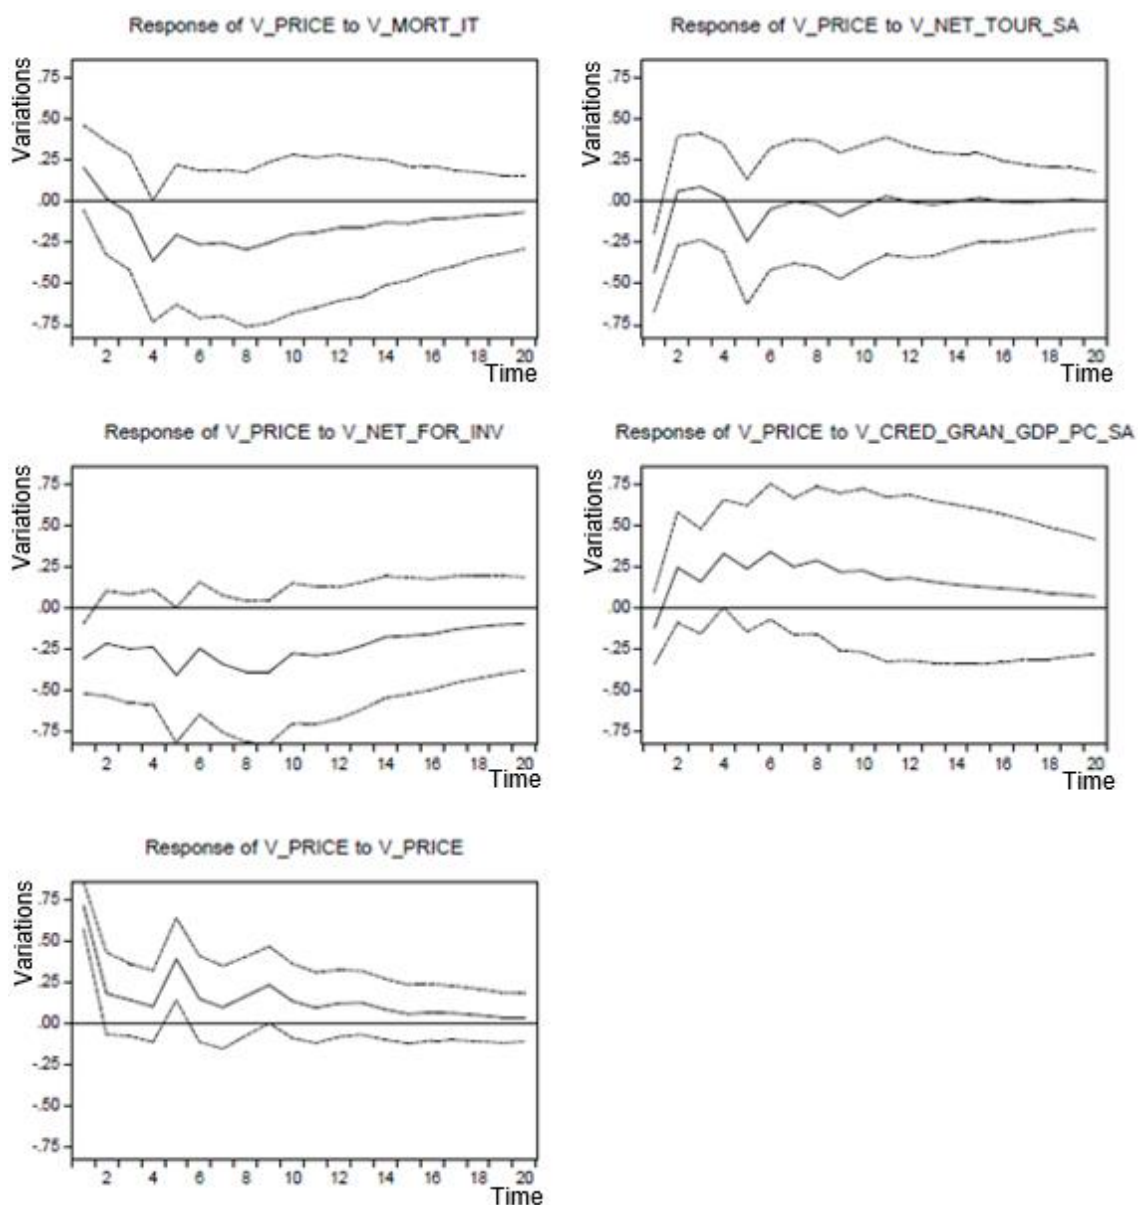 Response of V_PRICE to V_MORT_IT
Variations
.75
.50
.25
.00
-.25
-.50
-.75
2 4 6 8 10 12 14 16 18 20
Time
Response of V_PRICE to V_NET_TOUR_SA
Variations
.75
.50
.25
.00
-.25
-.50
-.75
2 4 6 8 10 12 14 16 18 20
Time
Response of V_PRICE to V_NET_FOR_INV
Variations
.75
.50
.25
.00
-.25
-.50
-.75
2 4 6 8 10 12 14 16 18 20
Time
Response of V_PRICE to V_CRED_GRAN_GDP_PC_SA
Variations
.75
.50
.25
.00
-.25
-.50
-.75
2 4 6 8 10 12 14 16 18 20
Time
Response of V_PRICE to V_PRICE
Variations
.75
.50
.25
.00
-.25
-.50
-.75
2 4 6 8 10 12 14 16 18 20
Time